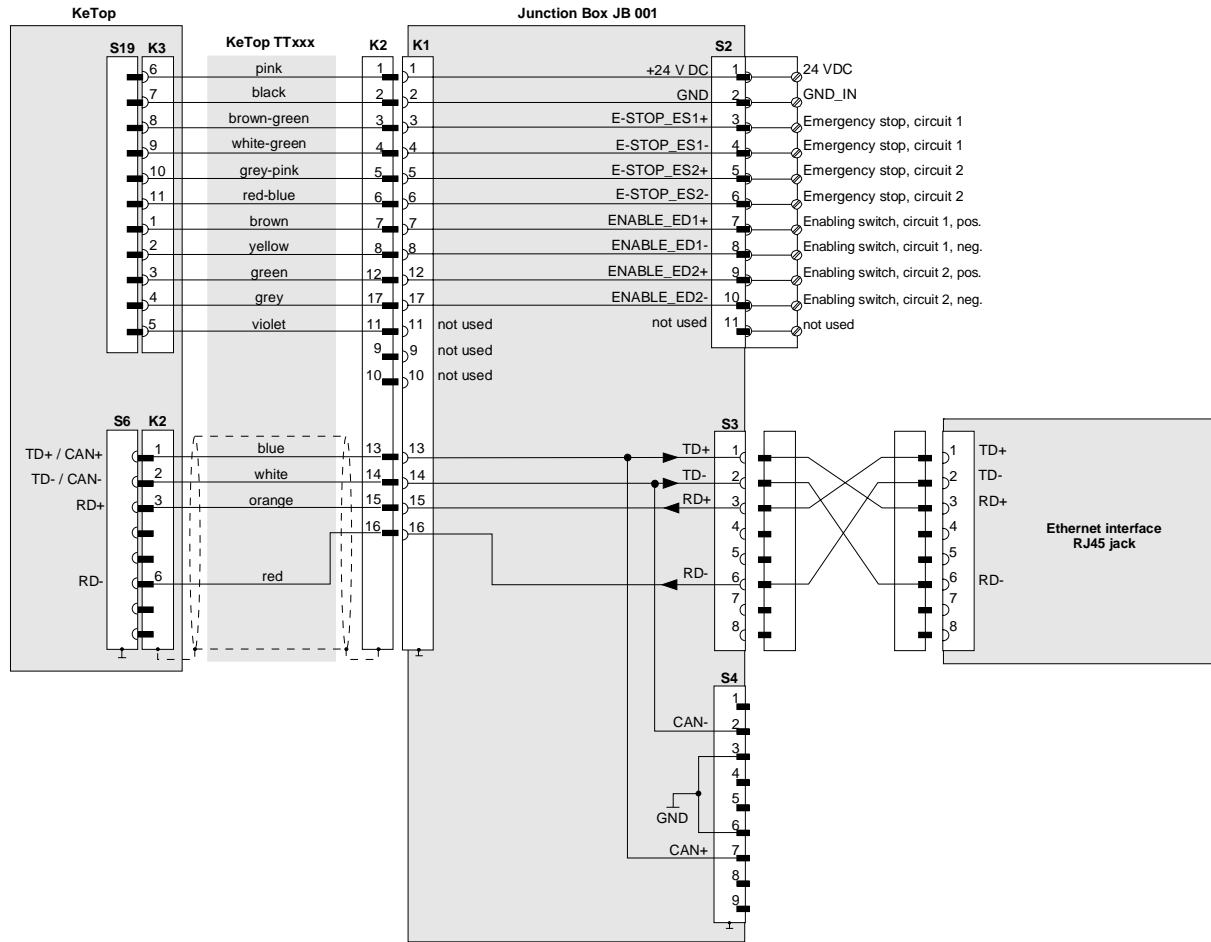 KeTop
Junction Box JB 001
S19 K3 KeTop TTxxx K2 K1 S2
6 pink 1 1 +24 V DC 1 24 VDC
7 black 2 2 GND 2 GND_IN
8 brown-green 3 3 E-STOP_ES1+ 3 Emergency stop, circuit 1
9 white-green 4 4 E-STOP_ES1- 4 Emergency stop, circuit 1
10 grey-pink 5 5 E-STOP_ES2+ 5 Emergency stop, circuit 2
11 red-blue 6 6 E-STOP_ES2- 6 Emergency stop, circuit 2
1 brown 7 7 ENABLE_ED1+ 7 Enabling switch, circuit 1, pos.
2 yellow 8 8 ENABLE_ED1- 8 Enabling switch, circuit 1, neg.
3 green 12 12 ENABLE_ED2+ 9 Enabling switch, circuit 2, pos.
4 grey 17 17 ENABLE_ED2- 10 Enabling switch, circuit 2, neg.
5 violet 11 11 not used not used 11 not used
9 9 not used
10 10 not used
S6 K2 S3
TD+ / CAN+ 1 blue 13 13 TD+ 1 1 TD+
TD- / CAN- 2 white 14 14 TD- 2 2 TD-
RD+ 3 orange 15 15 RD+ 3 3 RD+
16 16 4 4
5 5
RD- 6 red RD- 6 6 RD-
7 7
8 8
Ethernet interface
RJ45 jack
S4
1
CAN- 2
3
4
5
GND 6
CAN+ 7
8
9